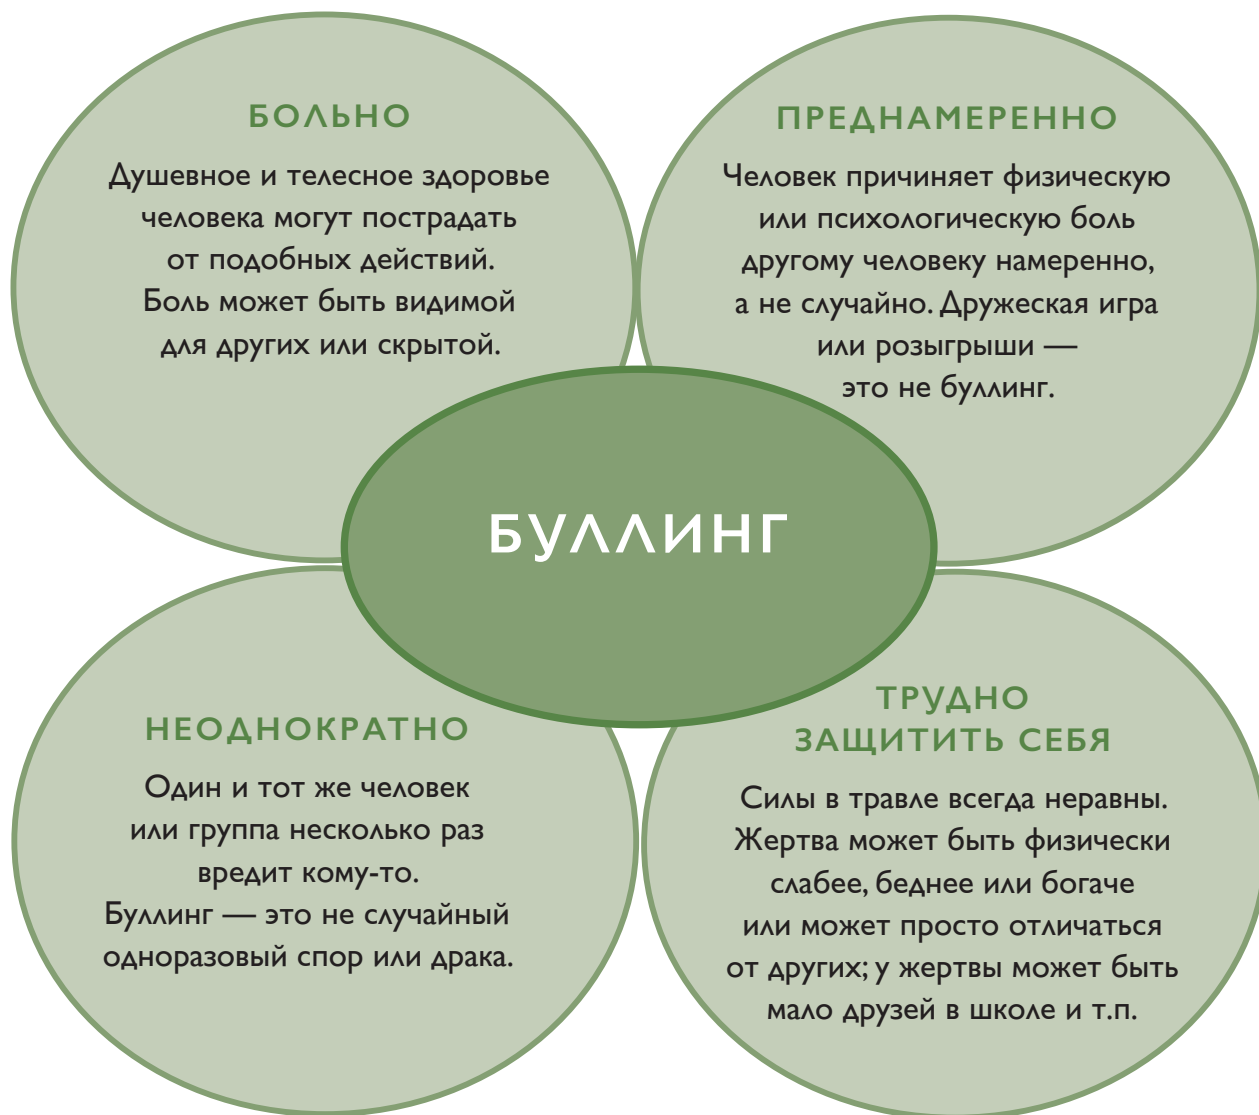 БОЛЬНО
Душевное и телесное здоровье
человека могут пострадать
от подобных действий.
Боль может быть видимой
для других или скрытой.
ПРЕДНАМЕРЕННО
Человек причиняет физическую
или психологическую боль
другому человеку намеренно,
а не случайно. Дружеская игра
или розыгрыши —
это не буллинг.
БУЛЛИНГ
НЕОДНОКРАТНО
Один и тот же человек
или группа несколько раз
вредит кому-то.
Буллинг — это не случайный
одноразовый спор или драка.
ТРУДНО
ЗАЩИТИТЬ СЕБЯ
Силы в травле всегда неравны.
Жертва может быть физически
слабее, беднее или богаче
или может просто отличаться
от других; у жертвы может быть
мало друзей в школе и т.п.